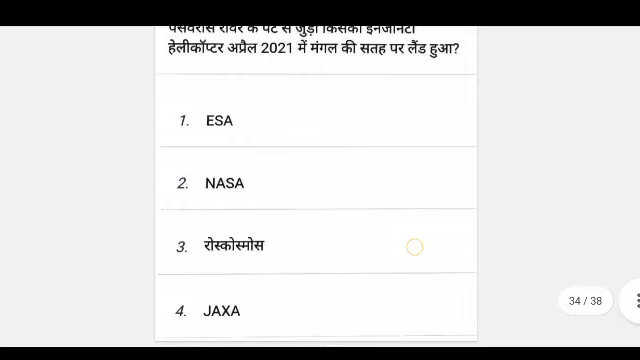 हेलीकॉप्टर अप्रैल 2021 में मंगल की सतह पर लैंड हुआ?
1. ESA
2. NASA
3. रोस्कोस्मोस
4. JAXA
34 / 38